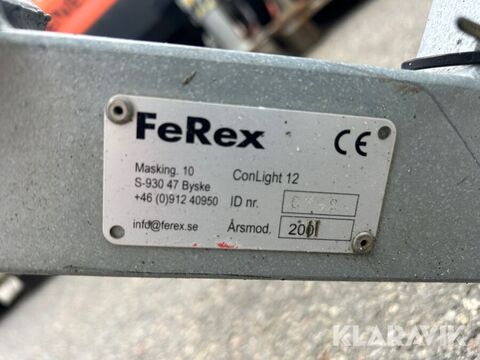 FeRex
CE
Masking. 10
S-930 47 Byske
+46 (0)912 40950
info@ferex.se
ConLight 12
ID nr.
Årsmod.
KLARAVIK